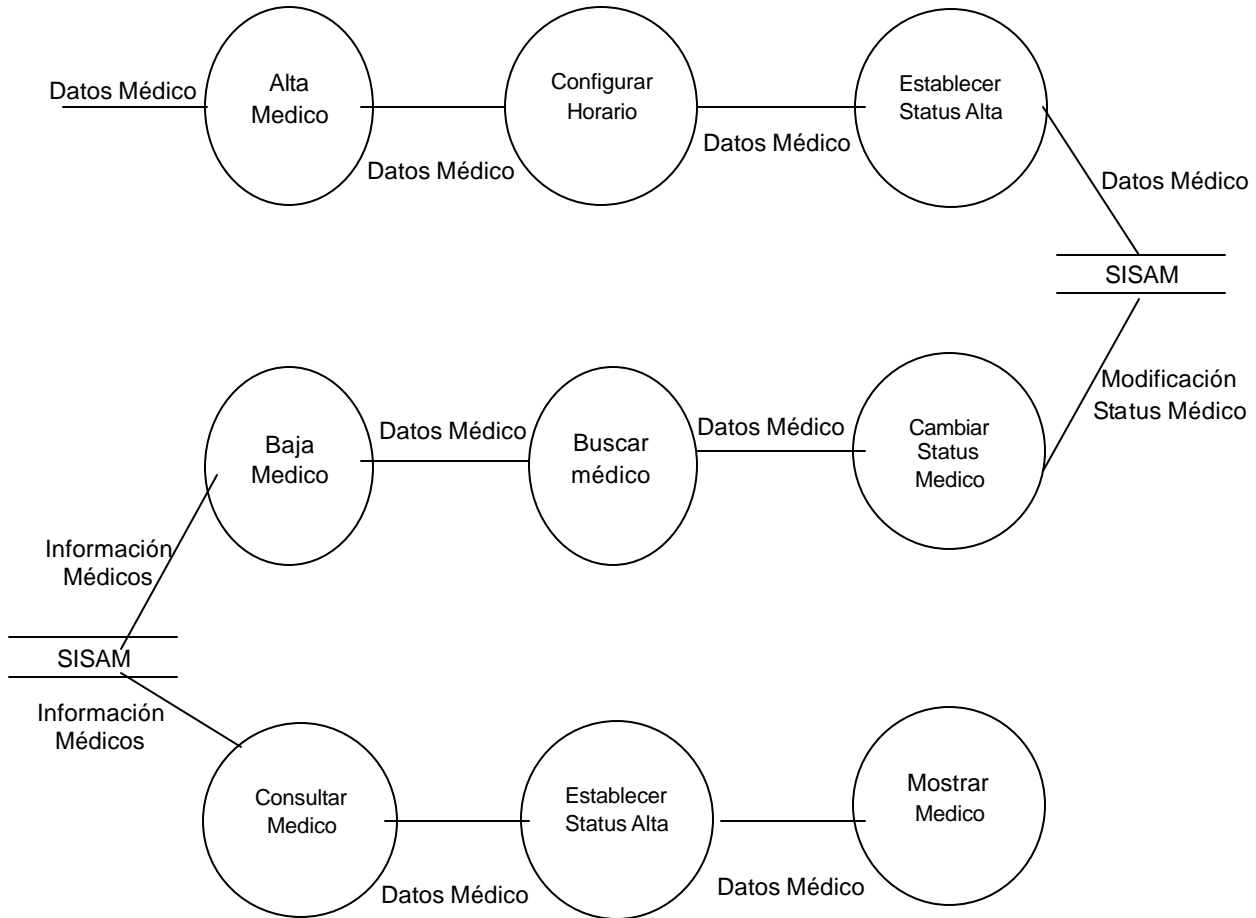 Datos Médico
Alta
Medico
Datos Médico
Configurar
Horario
Datos Médico
Establecer
Status Alta
Datos Médico
SISAM
Modificación
Status Médico
Baja
Medico
Datos Médico
Buscar
médico
Datos Médico
Cambiar
Status
Medico
Información
Médicos
SISAM
Información
Médicos
Consultar
Medico
Datos Médico
Establecer
Status Alta
Datos Médico
Mostrar
Medico